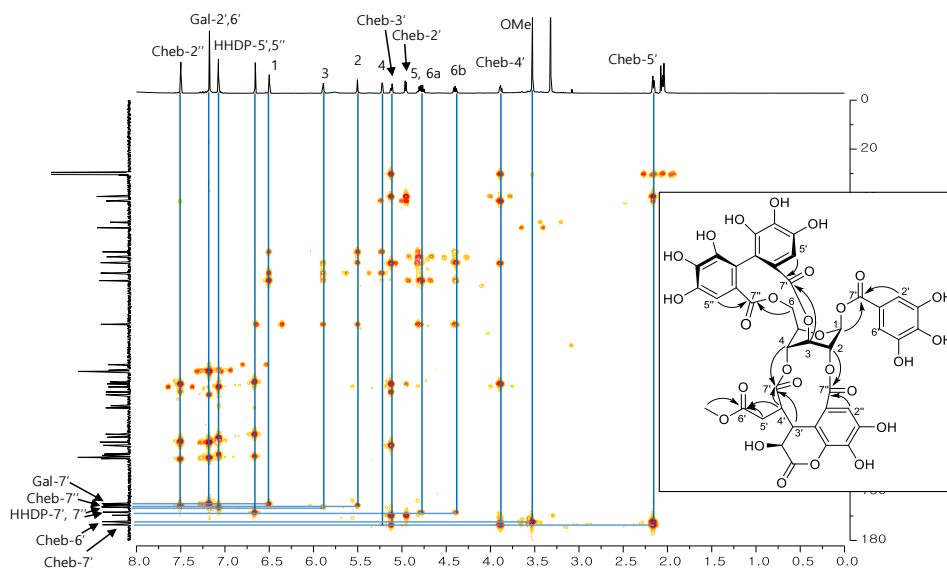 Cheb-2''
Gal-2',6'
HHDP-5',5''
1
3
2
4
Cheb-3'
Cheb-2'
5,
6a
6b
Cheb-4'
OMe
Cheb-5'
0
20
180
Gal-7'
Cheb-7''
HHDP-7', 7''
Cheb-6'
Cheb-7'
8.0 7.5 7.0 6.5 6.0 5.5 5.0 4.5 4.0 3.5 3.0 2.5 2.0 1.5 1.0 0.5 0.0
OH
HO OH
HO OH
HO 5'
HO 7' O
OH 5'' 7'' O 6 O
O
O 7' O 2' OH
O 1
4 3 2 6' OH
OH
O O
7' O 7'' O
O 6' 5' 4' 2''
O 3' OH
HO OH
O O